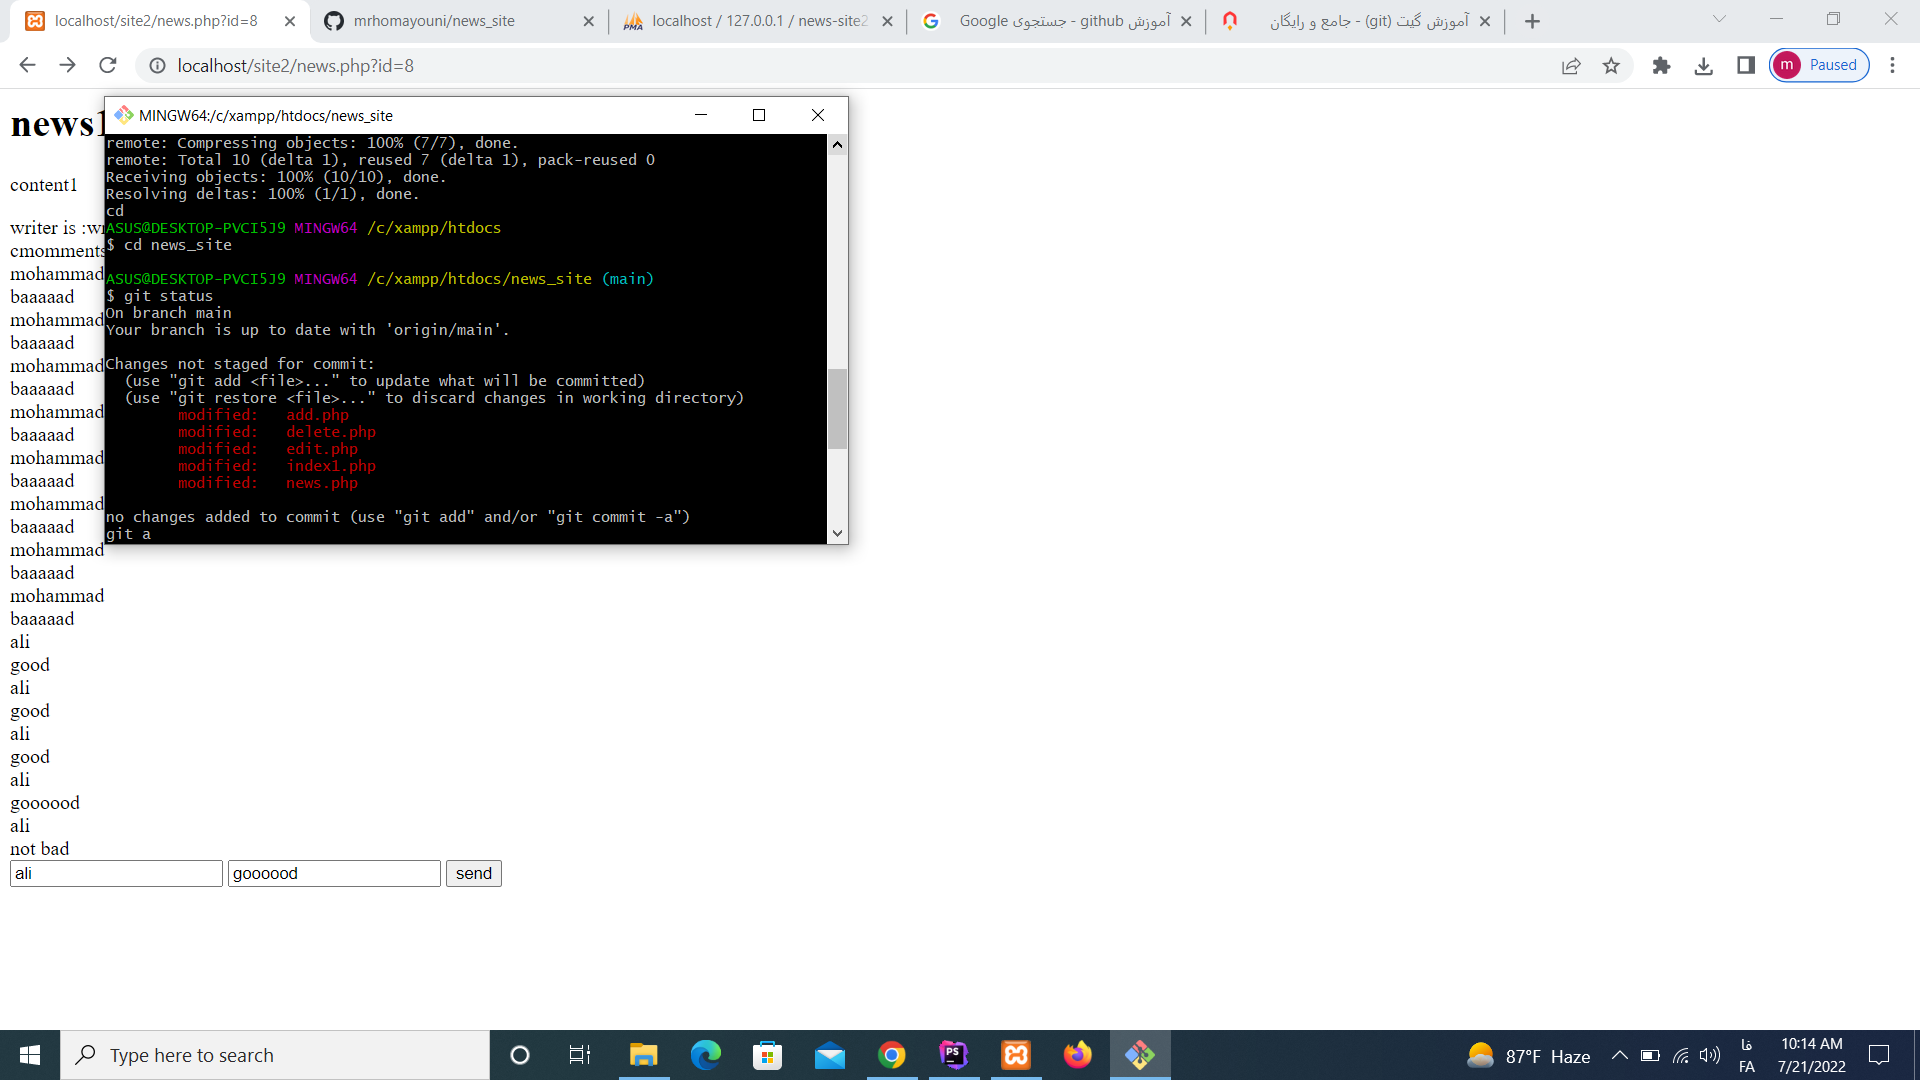 localhost/site2/news.php?id=8
mrhomayouni/news_site
localhost / 127.0.0.1 / news-site2
آموزش github - جستجوی Google
آموزش گیت (git) - جامع و رایگان
localhost/site2/news.php?id=8
m Paused
MINGW64:/c/xampp/htdocs/news_site
remote: Compressing objects: 100% (7/7), done.
remote: Total 10 (delta 1), reused 7 (delta 1), pack-reused 0
Receiving objects: 100% (10/10), done.
Resolving deltas: 100% (1/1), done.
cd
ASUS@DESKTOP-PVCI5J9 MINGW64 /c/xampp/htdocs
$ cd news_site
ASUS@DESKTOP-PVCI5J9 MINGW64 /c/xampp/htdocs/news_site (main)
$ git status
On branch main
Your branch is up to date with 'origin/main'.
Changes not staged for commit:
(use "git add <file>..." to update what will be committed)
(use "git restore <file>..." to discard changes in working directory)
modified: add.php
modified: delete.php
modified: edit.php
modified: index1.php
modified: news.php
no changes added to commit (use "git add" and/or "git commit -a")
git a
news1
content1
writer is :wr
cmomments
mohammad
baaaaad
mohammad
baaaaad
mohammad
baaaaad
mohammad
baaaaad
mohammad
baaaaad
mohammad
baaaaad
mohammad
baaaaad
mohammad
baaaaad
ali
good
ali
good
ali
good
ali
goooood
ali
not bad
ali goooood send
Type here to search
PS
87°F Haze
فا
FA
10:14 AM
7/21/2022